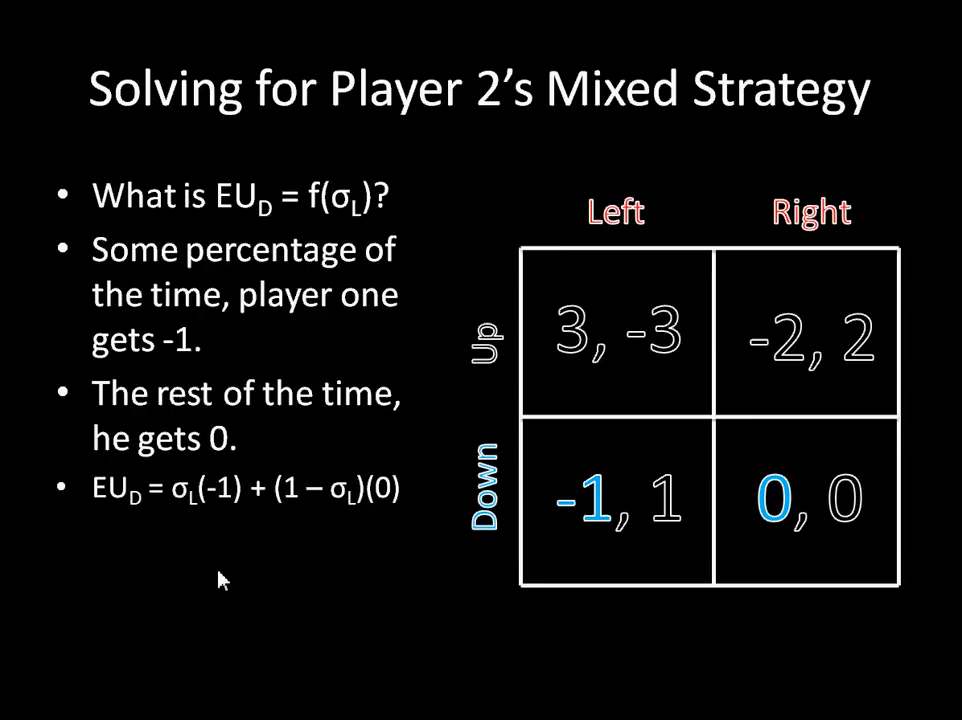 Solving for Player 2’s Mixed Strategy
• What is EU_D = f(σ_L)?
• Some percentage of
the time, player one
gets -1.
• The rest of the time,
he gets 0.
• EU_D = σ_L(-1) + (1 – σ_L)(0)
Left Right
Up 3, -3 -2, 2
Down -1, 1 0, 0